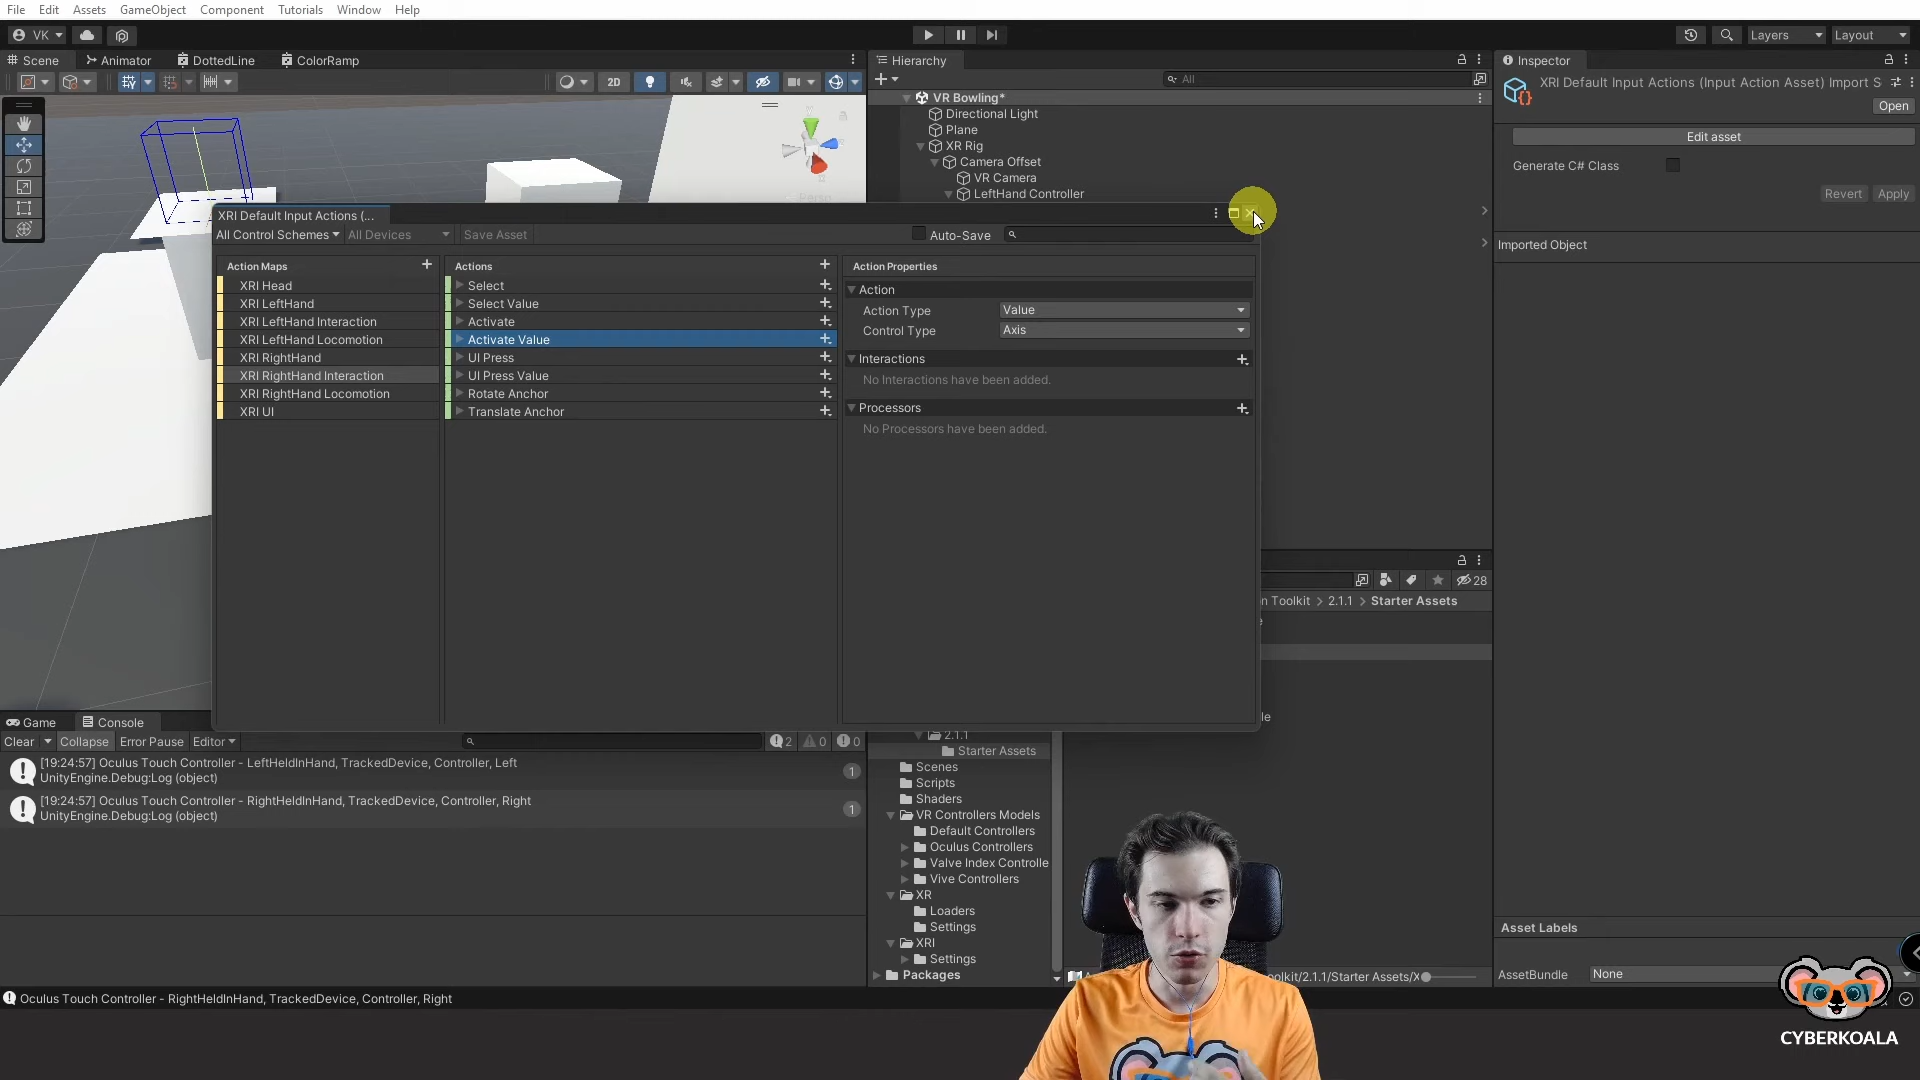 File Edit Assets GameObject Component Tutorials Window Help
VK
Layers Layout
Scene Animator DottedLine ColorRamp
2D
Hierarchy
All
VR Bowling*
Directional Light
Plane
XR Rig
Camera Offset
VR Camera
LeftHand Controller
Inspector
XRI Default Input Actions (Input Action Asset) Import S
Open
Edit asset
Generate C# Class
Revert Apply
Imported Object
XRI Default Input Actions (...
All Control Schemes All Devices Save Asset Auto-Save
Action Maps
XRI Head
XRI LeftHand
XRI LeftHand Interaction
XRI LeftHand Locomotion
XRI RightHand
XRI RightHand Interaction
XRI RightHand Locomotion
XRI UI
Actions
Select
Select Value
Activate
Activate Value
UI Press
UI Press Value
Rotate Anchor
Translate Anchor
Action Properties
Action
Action Type Value
Control Type Axis
Interactions
No Interactions have been added.
Processors
No Processors have been added.
28
n Toolkit > 2.1.1 > Starter Assets
e
le
Game Console
Clear Collapse Error Pause Editor
2 0 0
[19:24:57] Oculus Touch Controller - LeftHeldInHand, TrackedDevice, Controller, Left
UnityEngine.Debug:Log (object)
1
[19:24:57] Oculus Touch Controller - RightHeldInHand, TrackedDevice, Controller, Right
UnityEngine.Debug:Log (object)
1
2.1.1
Starter Assets
Scenes
Scripts
Shaders
VR Controllers Models
Default Controllers
Oculus Controllers
Valve Index Controlle
Vive Controllers
XR
Loaders
Settings
XRI
Settings
Packages
oolkit/2.1.1/Starter Assets/X
Asset Labels
AssetBundle None
Oculus Touch Controller - RightHeldInHand, TrackedDevice, Controller, Right
CYBERKOALA